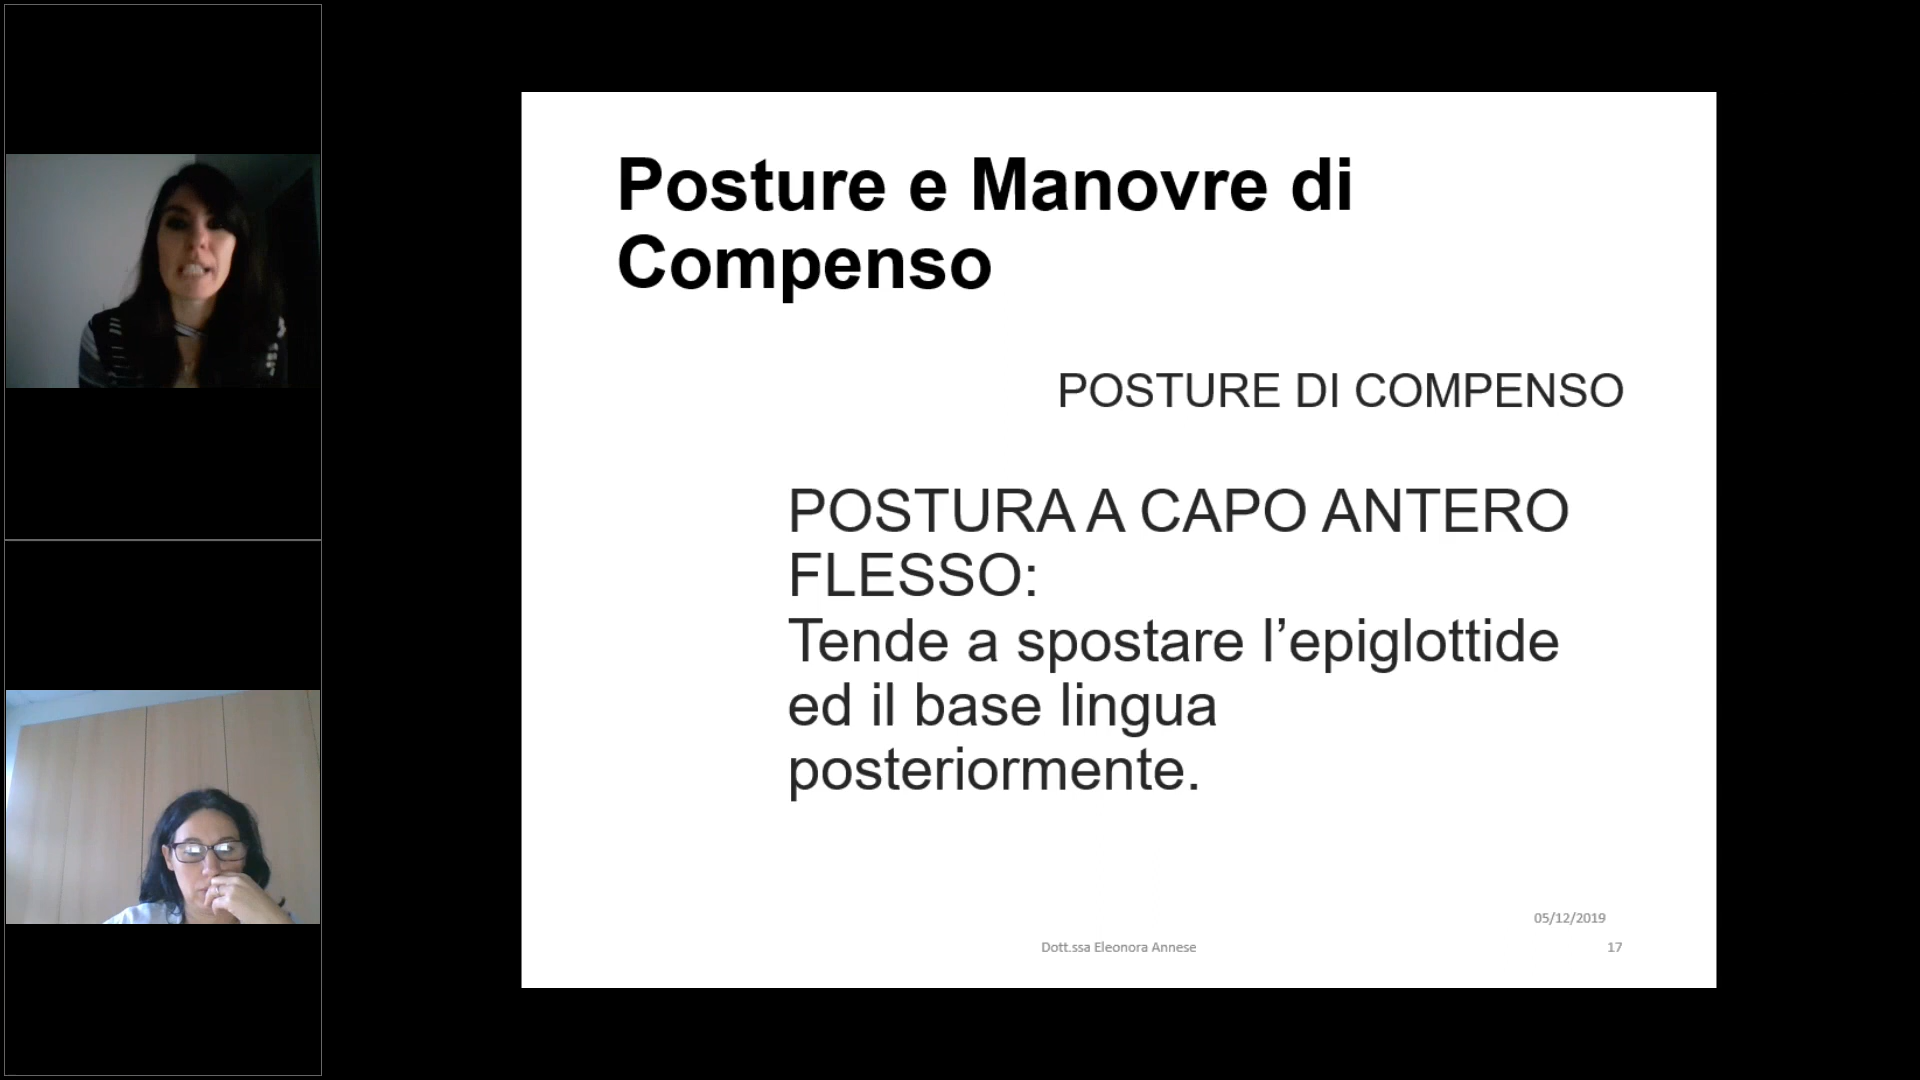 Posture e Manovre di
Compenso
POSTURE DI COMPENSO
POSTURA A CAPO ANTERO
FLESSO:
Tende a spostare l’epiglottide
ed il base lingua
posteriormente.
05/12/2019
Dott.ssa Eleonora Annese
17